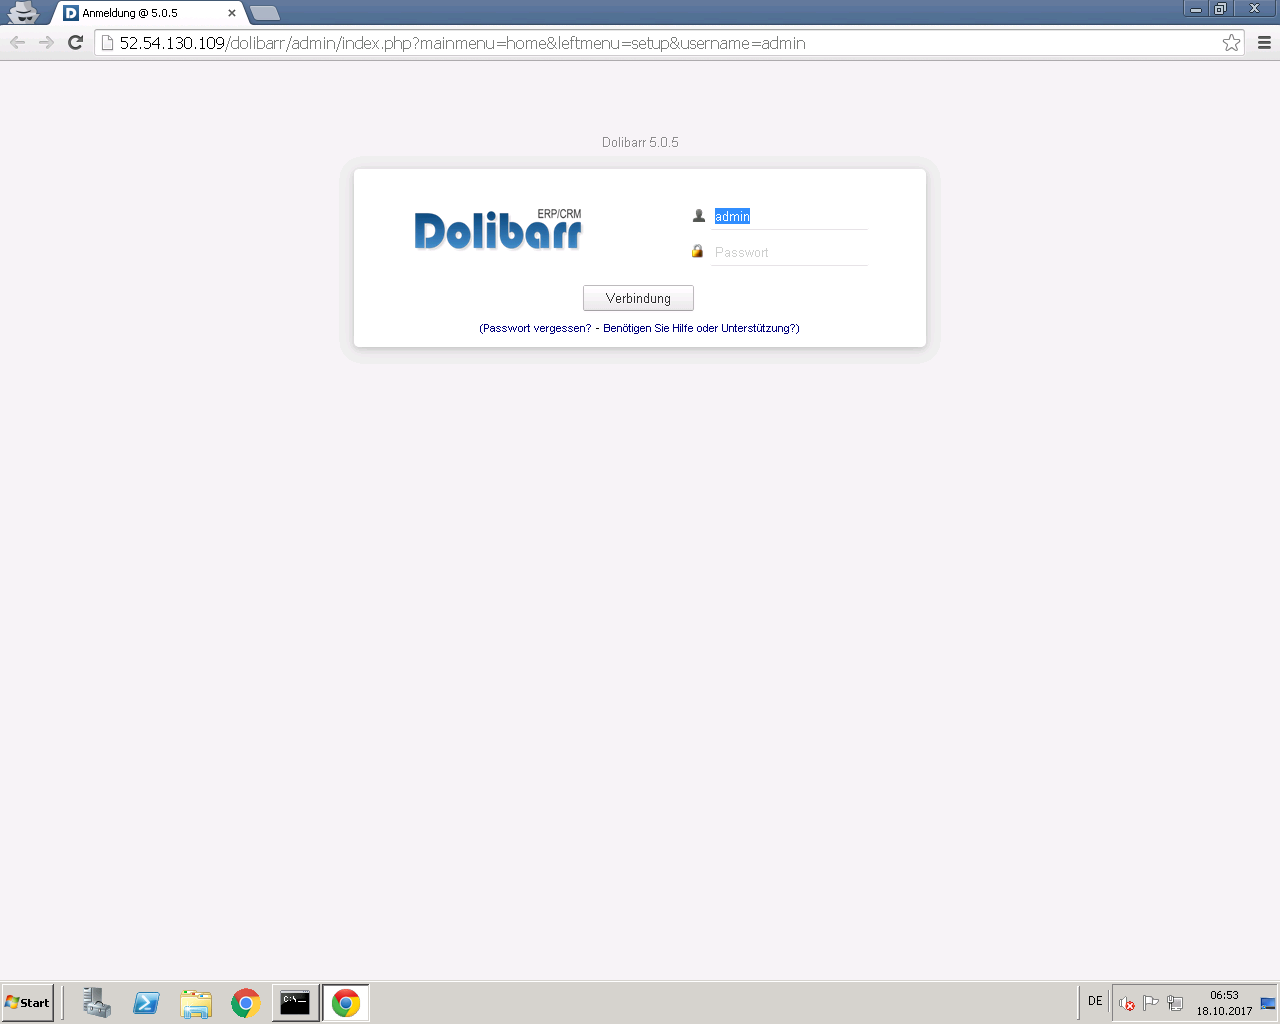 Anmeldung @ 5.0.5
52.54.130.109/dolibarr/admin/index.php?mainmenu=home&leftmenu=setup&username=admin
Dolibarr 5.0.5
ERP/CRM
Dolibarr
admin
Passwort
Verbindung
(Passwort vergessen? - Benötigen Sie Hilfe oder Unterstützung?)
Start
C:\_
DE
06:53
18.10.2017